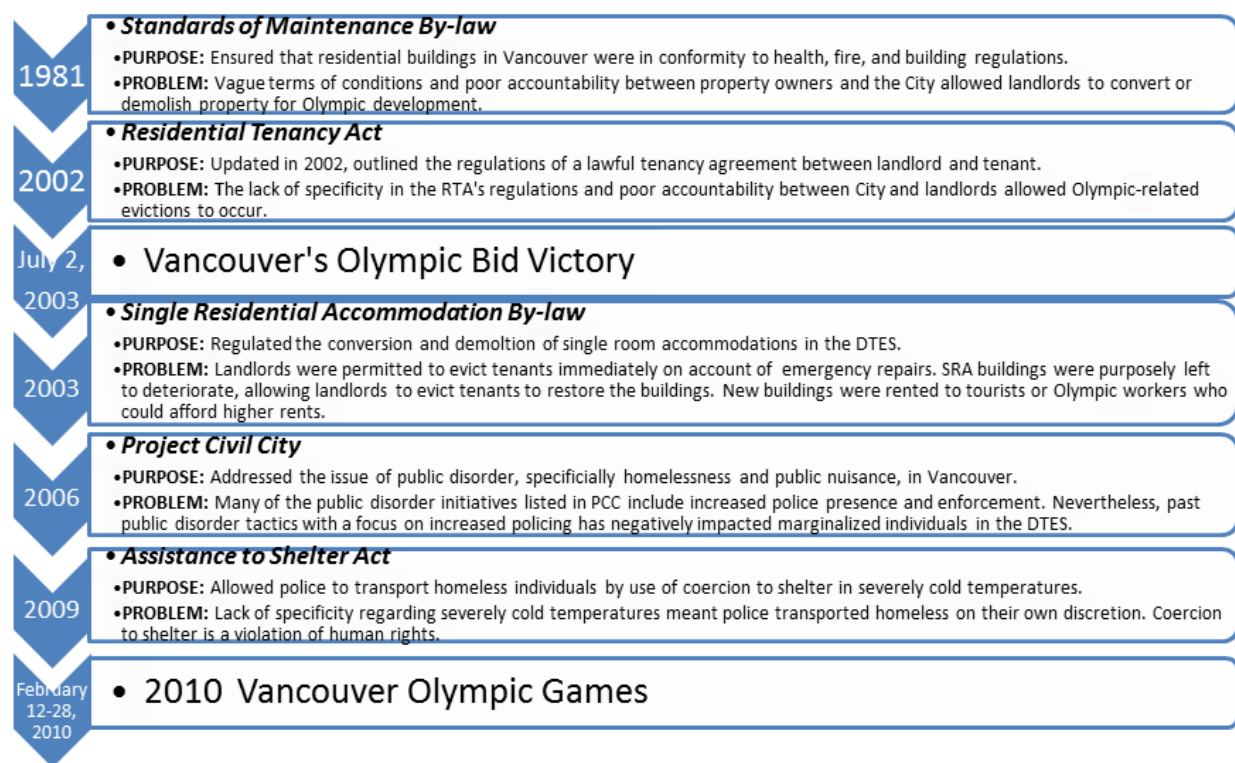 1981
• Standards of Maintenance By-law
•PURPOSE: Ensured that residential buildings in Vancouver were in conformity to health, fire, and building regulations.
•PROBLEM: Vague terms of conditions and poor accountability between property owners and the City allowed landlords to convert or
demolish property for Olympic development.
2002
• Residential Tenancy Act
•PURPOSE: Updated in 2002, outlined the regulations of a lawful tenancy agreement between landlord and tenant.
•PROBLEM: The lack of specificity in the RTA's regulations and poor accountability between City and landlords allowed Olympic-related
evictions to occur.
July 2,
2003
• Vancouver's Olympic Bid Victory
2003
• Single Residential Accommodation By-law
•PURPOSE: Regulated the conversion and demoltion of single room accommodations in the DTES.
•PROBLEM: Landlords were permitted to evict tenants immediately on account of emergency repairs. SRA buildings were purposely left
to deteriorate, allowing landlords to evict tenants to restore the buildings. New buildings were rented to tourists or Olympic workers who
could afford higher rents.
2006
• Project Civil City
•PURPOSE: Addressed the issue of public disorder, specificially homelessness and public nuisance, in Vancouver.
•PROBLEM: Many of the public disorder initiatives listed in PCC include increased police presence and enforcement. Nevertheless, past
public disorder tactics with a focus on increased policing has negatively impacted marginalized individuals in the DTES.
2009
• Assistance to Shelter Act
•PURPOSE: Allowed police to transport homeless individuals by use of coercion to shelter in severely cold temperatures.
•PROBLEM: Lack of specificity regarding severely cold temperatures meant police transported homeless on their own discretion. Coercion
to shelter is a violation of human rights.
February
12-28,
2010
• 2010 Vancouver Olympic Games